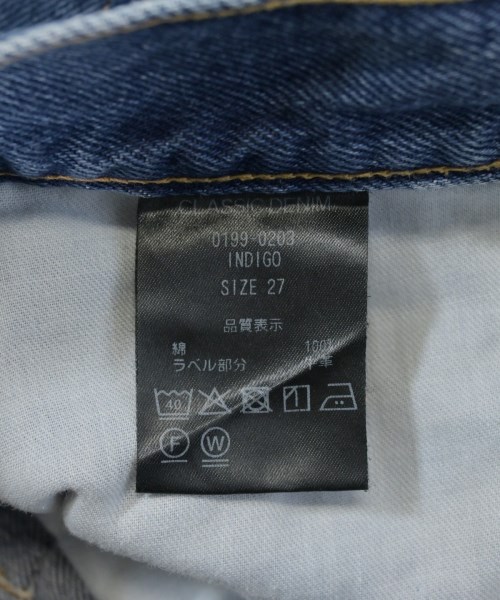 CLASSIC DENIM
0199-0203
INDIGO
SIZE 27
品質表示
綿 100%
ラベル部分 牛革
40
F W